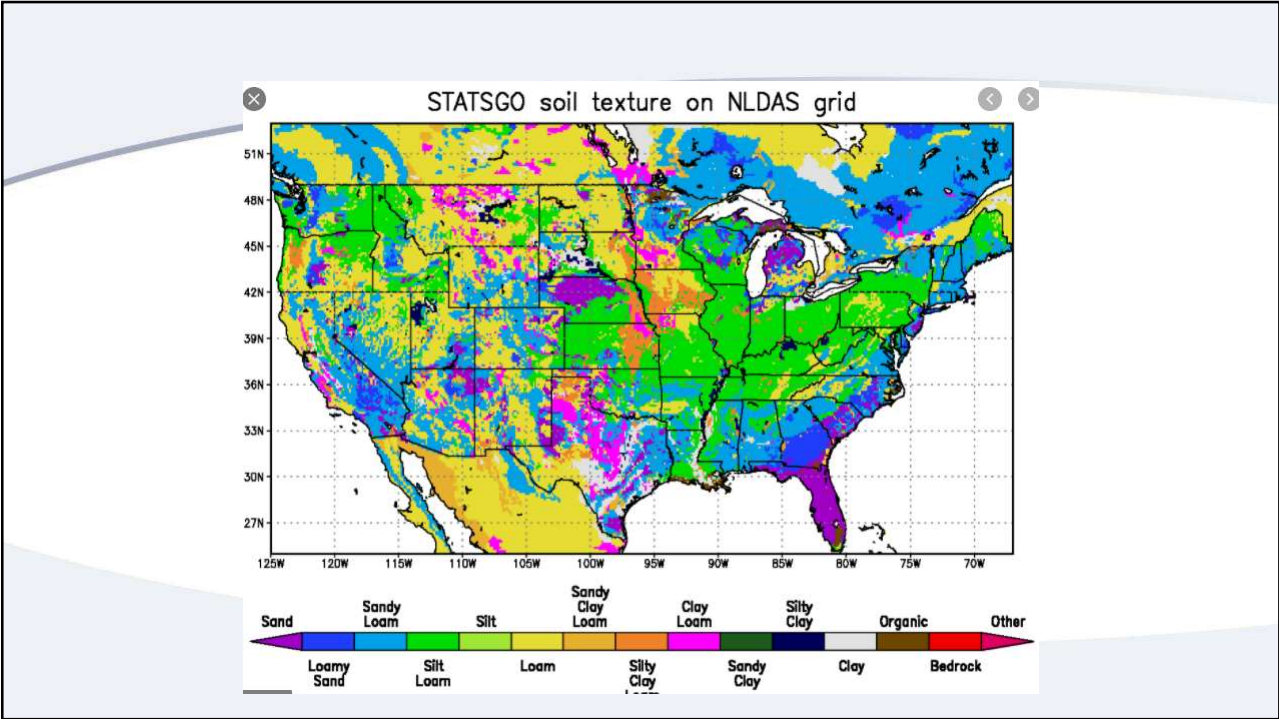 STATSGO soil texture on NLDAS grid
51N
48N
45N
42N
39N
36N
33N
30N
27N
125W 120W 115W 110W 105W 100W 95W 90W 85W 80W 75W 70W
Sand
Sandy
Loam
Silt
Sandy
Clay
Loam
Clay
Loam
Silty
Clay
Organic
Other
Loamy
Sand
Silt
Loam
Loam
Silty
Clay
Loam
Sandy
Clay
Clay
Bedrock